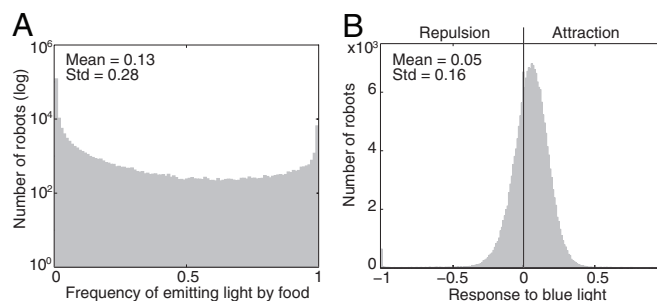 A
Mean = 0.13
Std = 0.28
10^6
10^4
10^2
10^0
Number of robots (log)
0
0.5
1
Frequency of emitting light by food
B
Repulsion
Attraction
x10^3
Mean = 0.05
Std = 0.16
6
4
2
0
Number of robots
-1
−0.5
0
0.5
Response to blue light